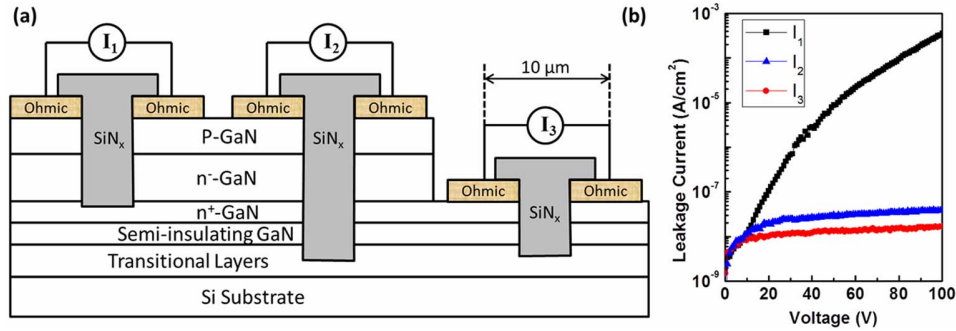 (a)
I₁
I₂
10 μm
I₃
Ohmic
Ohmic
Ohmic
Ohmic
SiNₓ
SiNₓ
P-GaN
n⁻-GaN
Ohmic
Ohmic
SiNₓ
n⁺-GaN
Semi-insulating GaN
Transitional Layers
Si Substrate
(b)
Leakage Current (A/cm²)
10⁻³
10⁻⁵
10⁻⁷
10⁻⁹
I₁
I₂
I₃
0 20 40 60 80 100
Voltage (V)